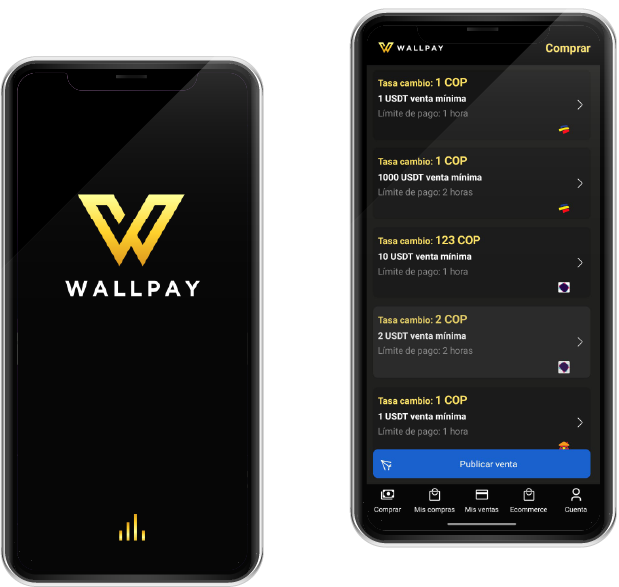 WALLPAY
WALLPAY
Comprar
Tasa cambio: 1 COP
1 USDT venta mínima
Límite de pago: 1 hora
Tasa cambio: 1 COP
1000 USDT venta mínima
Límite de pago: 2 horas
Tasa cambio: 123 COP
10 USDT venta mínima
Límite de pago: 1 hora
Tasa cambio: 2 COP
2 USDT venta mínima
Límite de pago: 2 horas
Tasa cambio: 1 COP
1 USDT venta mínima
Límite de pago: 1 hora
Publicar venta
Comprar Mis compras Mis ventas Ecommerce Cuenta